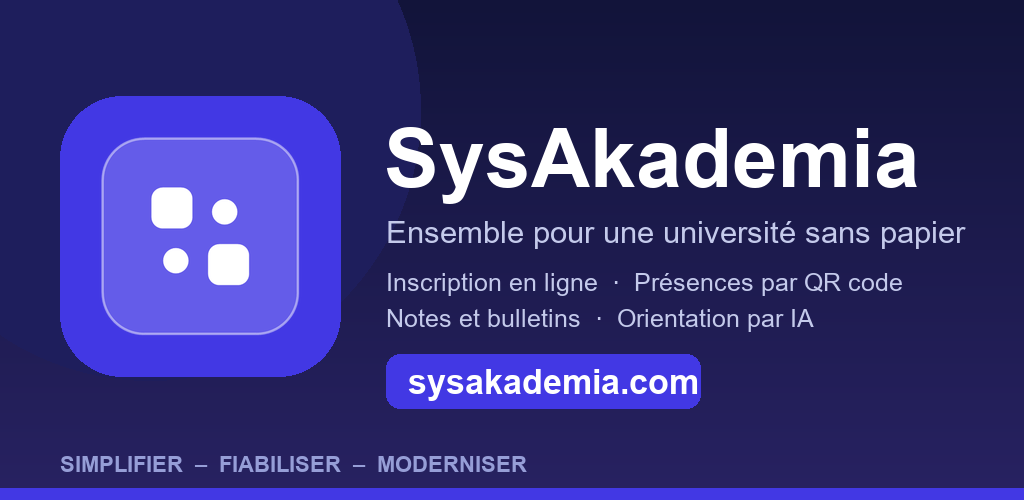 SysAkademia
Ensemble pour une université sans papier
Inscription en ligne · Présences par QR code
Notes et bulletins · Orientation par IA
sysakademia.com
SIMPLIFIER – FIABILISER – MODERNISER